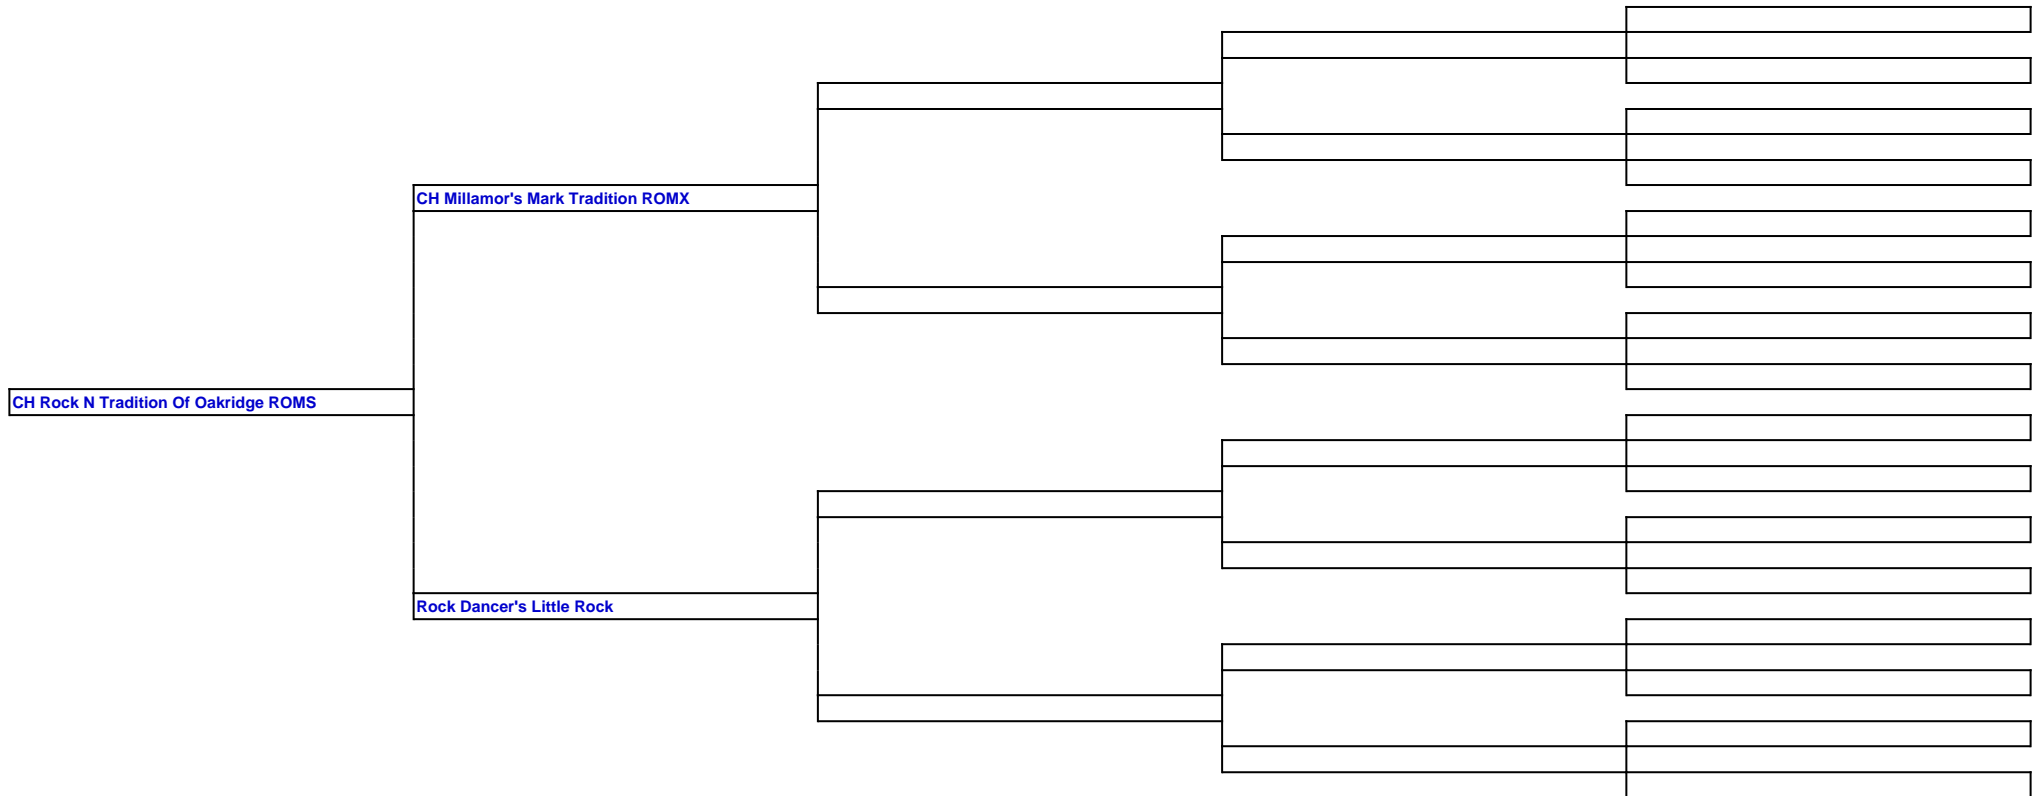 CH Millamor's Mark Tradition ROMX
CH Rock N Tradition Of Oakridge ROMS
Rock Dancer's Little Rock